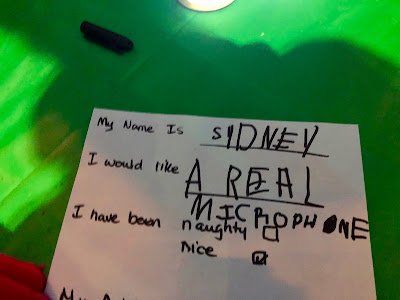 My Name Is SIDNEY
I would like A REAL
MICROPHONE
I have been naughty
Nice